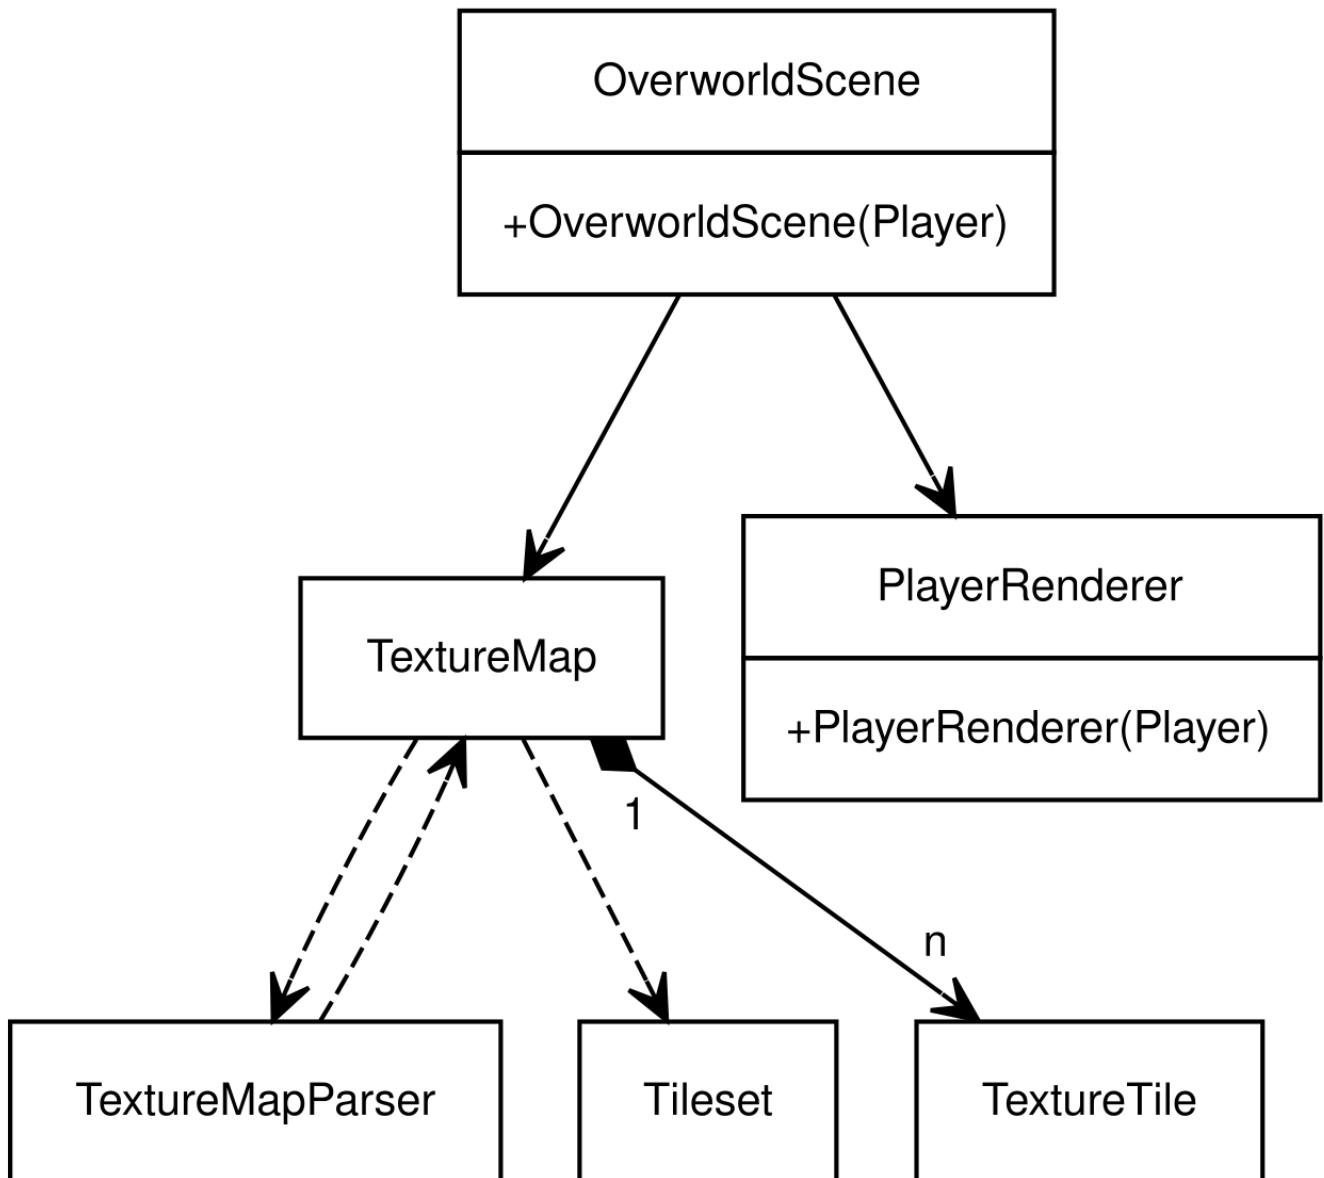 OverworldScene
+OverworldScene(Player)
TextureMap
PlayerRenderer
+PlayerRenderer(Player)
1
n
TextureMapParser
Tileset
TextureTile